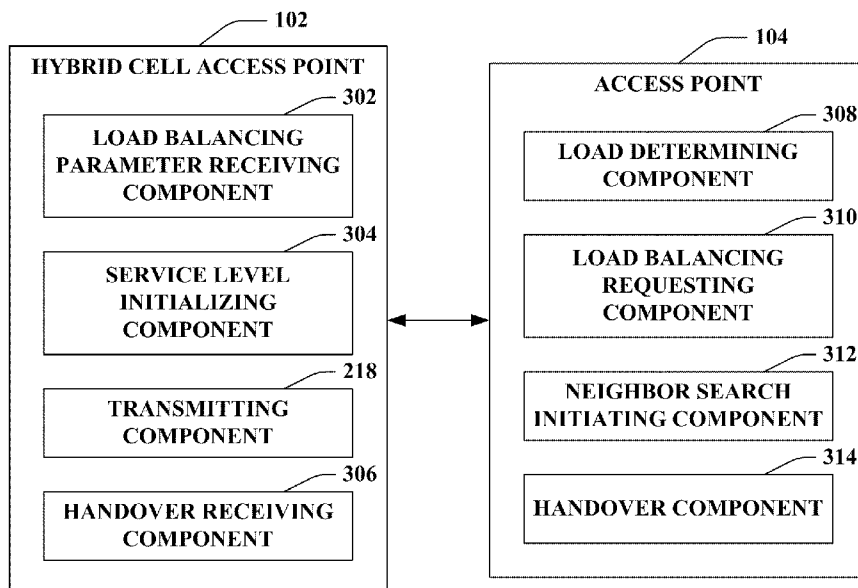 102
HYBRID CELL ACCESS POINT
302
LOAD BALANCING
PARAMETER RECEIVING
COMPONENT
304
SERVICE LEVEL
INITIALIZING
COMPONENT
218
TRANSMITTING
COMPONENT
306
HANDOVER RECEIVING
COMPONENT
104
ACCESS POINT
308
LOAD DETERMINING
COMPONENT
310
LOAD BALANCING
REQUESTING
COMPONENT
312
NEIGHBOR SEARCH
INITIATING COMPONENT
314
HANDOVER COMPONENT